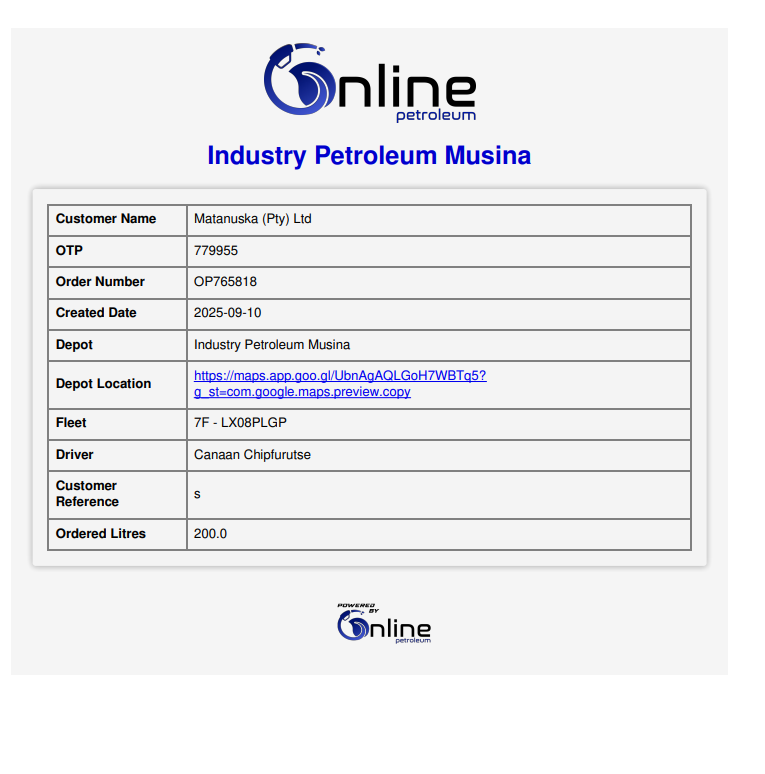 Online
petroleum
Industry Petroleum Musina
Customer Name Matanuska (Pty) Ltd
OTP 779955
Order Number OP765818
Created Date 2025-09-10
Depot Industry Petroleum Musina
Depot Location https://maps.app.goo.gl/UbnAgAQLGoH7WBTq5?
g_st=com.google.maps.preview.copy
Fleet 7F - LX08PLGP
Driver Canaan Chipfurutse
Customer
Reference s
Ordered Litres 200.0
POWERED
BY
Online
petroleum